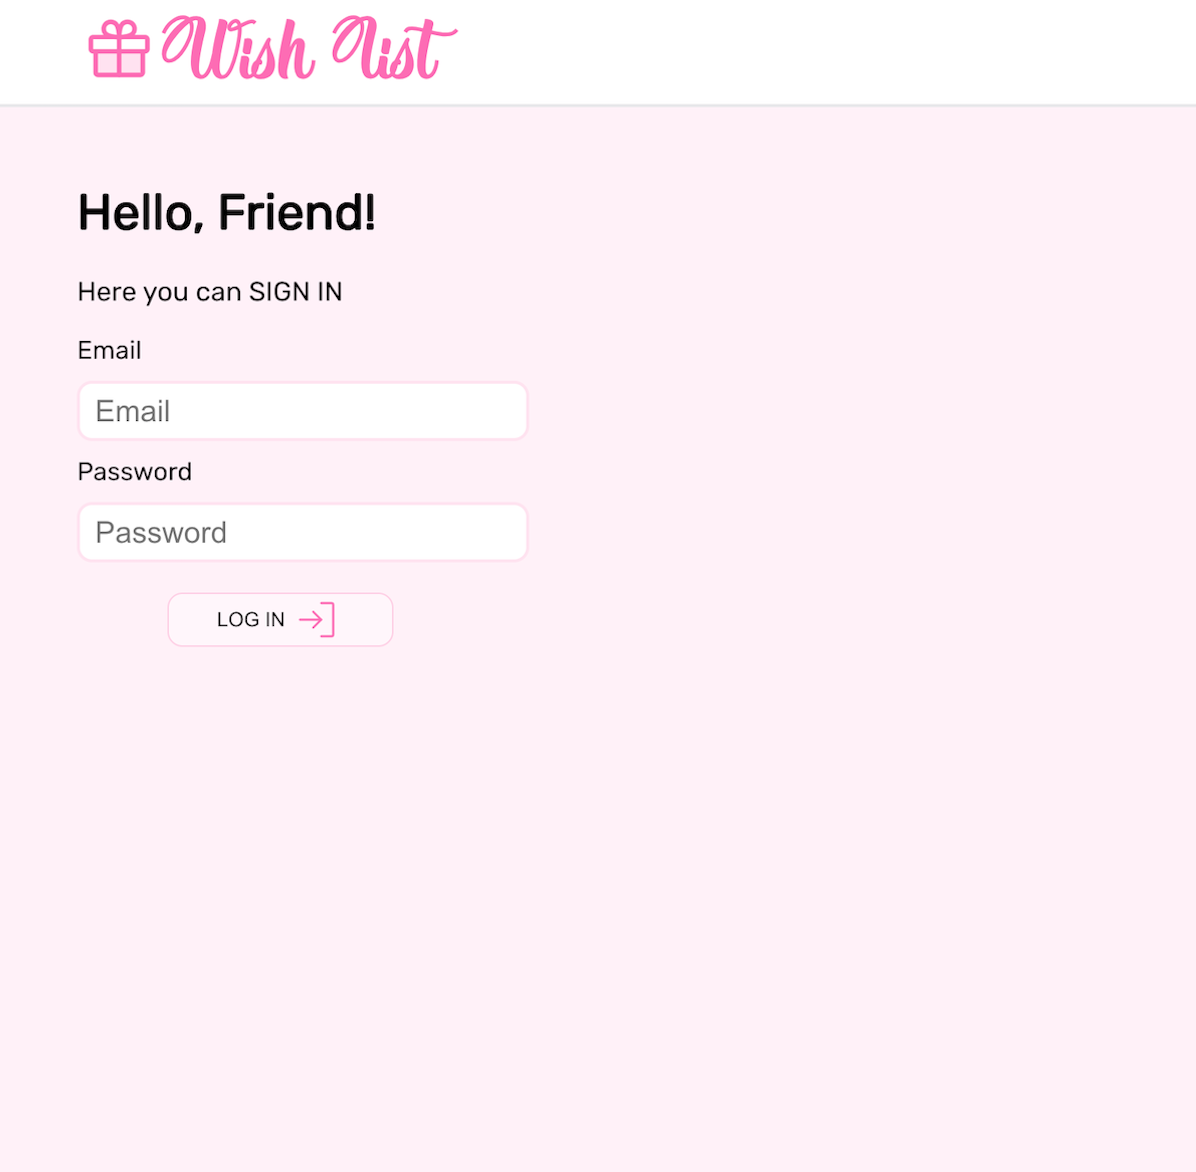 Wish List
Hello, Friend!
Here you can SIGN IN
Email
Email
Password
Password
LOG IN